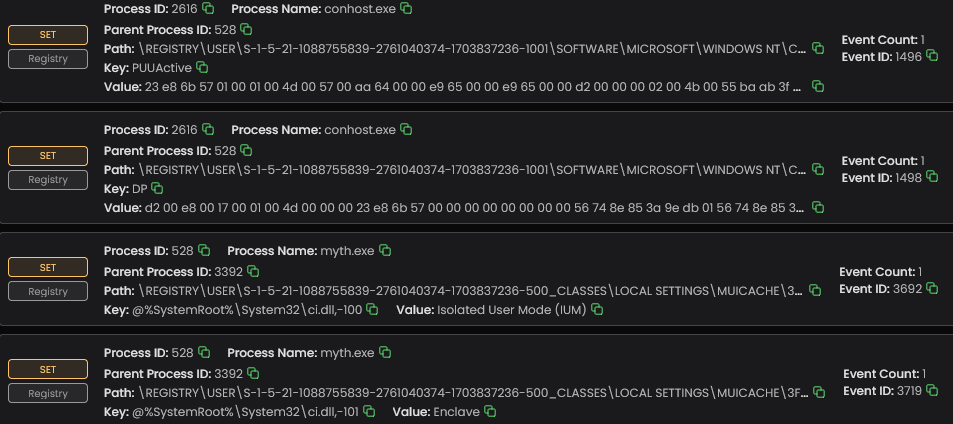 Process ID: 2616 Process Name: conhost.exe
SET
Parent Process ID: 528
Path: \REGISTRY\USER\S-1-5-21-1088755839-2761040374-1703837236-1001\SOFTWARE\MICROSOFT\WINDOWS NT\C...
Event Count: 1
Registry
Key: PUUActive
Event ID: 1496
Value: 23 e8 6b 57 01 00 01 00 4d 00 57 00 aa 64 00 00 e9 65 00 00 e9 65 00 00 d2 00 00 00 02 00 4b 00 55 ba ab 3f ...
Process ID: 2616 Process Name: conhost.exe
SET
Parent Process ID: 528
Path: \REGISTRY\USER\S-1-5-21-1088755839-2761040374-1703837236-1001\SOFTWARE\MICROSOFT\WINDOWS NT\C...
Event Count: 1
Registry
Key: DP
Event ID: 1498
Value: d2 00 e8 00 17 00 01 00 4d 00 00 00 23 e8 6b 57 00 00 00 00 00 00 00 00 56 74 8e 85 3a 9e db 01 56 74 8e 85 3...
Process ID: 528 Process Name: myth.exe
SET
Parent Process ID: 3392
Event Count: 1
Registry
Path: \REGISTRY\USER\S-1-5-21-1088755839-2761040374-1703837236-500_CLASSES\LOCAL SETTINGS\MUICACHE\3...
Event ID: 3692
Key: @%SystemRoot%\System32\ci.dll,-100 Value: Isolated User Mode (IUM)
Process ID: 528 Process Name: myth.exe
SET
Parent Process ID: 3392
Event Count: 1
Registry
Path: \REGISTRY\USER\S-1-5-21-1088755839-2761040374-1703837236-500_CLASSES\LOCAL SETTINGS\MUICACHE\3F...
Event ID: 3719
Key: @%SystemRoot%\System32\ci.dll,-101 Value: Enclave